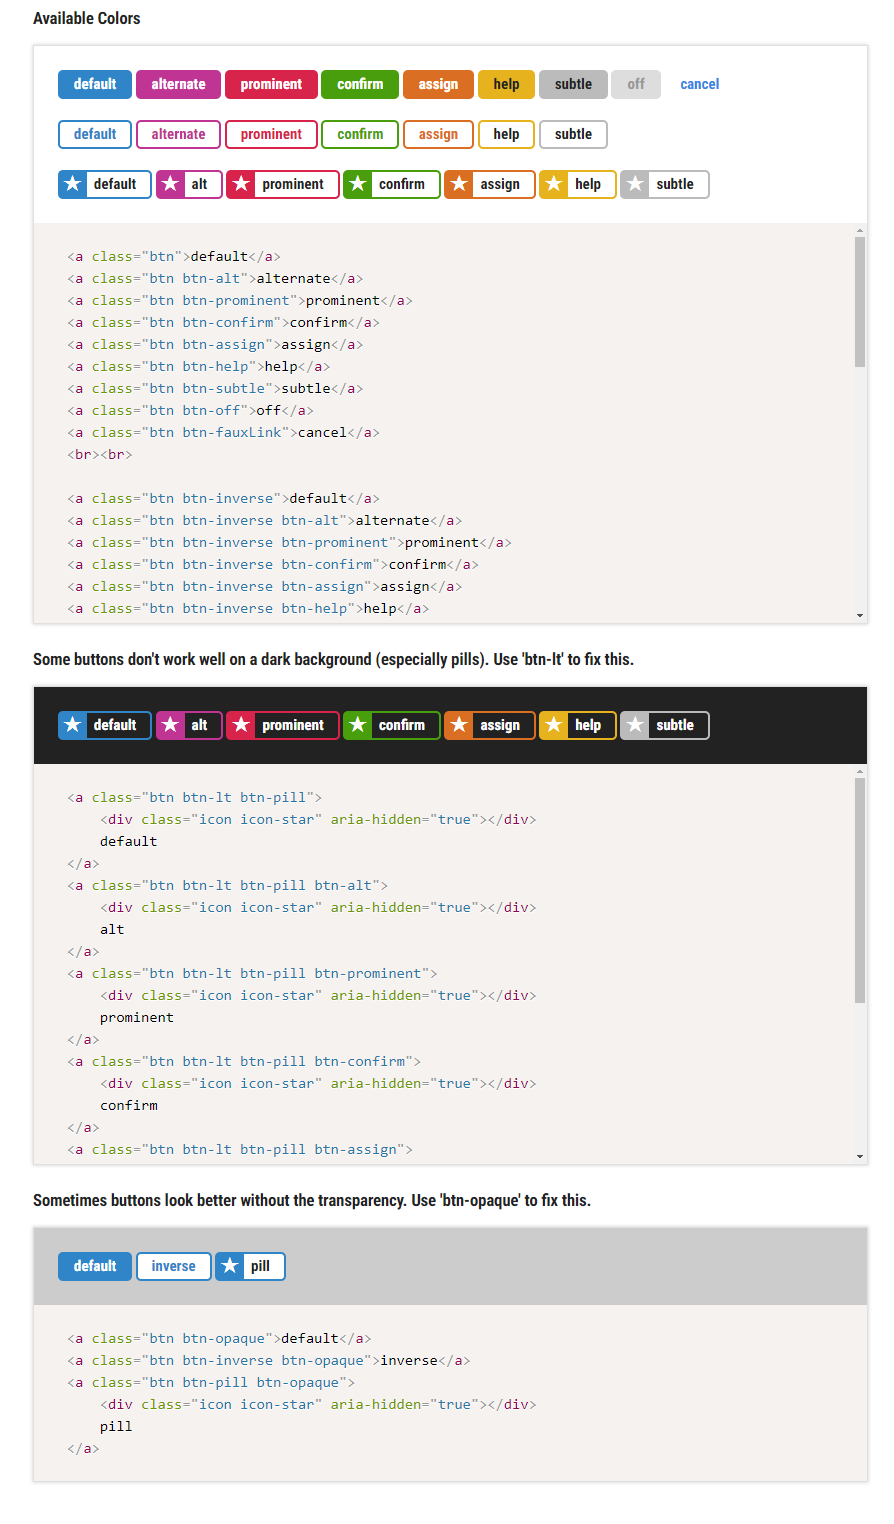 Available Colors
default alternate prominent confirm assign help subtle off cancel
default alternate prominent confirm assign help subtle
default alt prominent confirm assign help subtle
<a class="btn">default</a>
<a class="btn btn-alt">alternate</a>
<a class="btn btn-prominent">prominent</a>
<a class="btn btn-confirm">confirm</a>
<a class="btn btn-assign">assign</a>
<a class="btn btn-help">help</a>
<a class="btn btn-subtle">subtle</a>
<a class="btn btn-off">off</a>
<a class="btn btn-fauxLink">cancel</a>
<br><br>
<a class="btn btn-inverse">default</a>
<a class="btn btn-inverse btn-alt">alternate</a>
<a class="btn btn-inverse btn-prominent">prominent</a>
<a class="btn btn-inverse btn-confirm">confirm</a>
<a class="btn btn-inverse btn-assign">assign</a>
<a class="btn btn-inverse btn-help">help</a>
Some buttons don't work well on a dark background (especially pills). Use 'btn-lt' to fix this.
default alt prominent confirm assign help subtle
<a class="btn btn-lt btn-pill">
<div class="icon icon-star" aria-hidden="true"></div>
default
</a>
<a class="btn btn-lt btn-pill btn-alt">
<div class="icon icon-star" aria-hidden="true"></div>
alt
</a>
<a class="btn btn-lt btn-pill btn-prominent">
<div class="icon icon-star" aria-hidden="true"></div>
prominent
</a>
<a class="btn btn-lt btn-pill btn-confirm">
<div class="icon icon-star" aria-hidden="true"></div>
confirm
</a>
<a class="btn btn-lt btn-pill btn-assign">
Sometimes buttons look better without the transparency. Use 'btn-opaque' to fix this.
default inverse pill
<a class="btn btn-opaque">default</a>
<a class="btn btn-inverse btn-opaque">inverse</a>
<a class="btn btn-pill btn-opaque">
<div class="icon icon-star" aria-hidden="true"></div>
pill
</a>